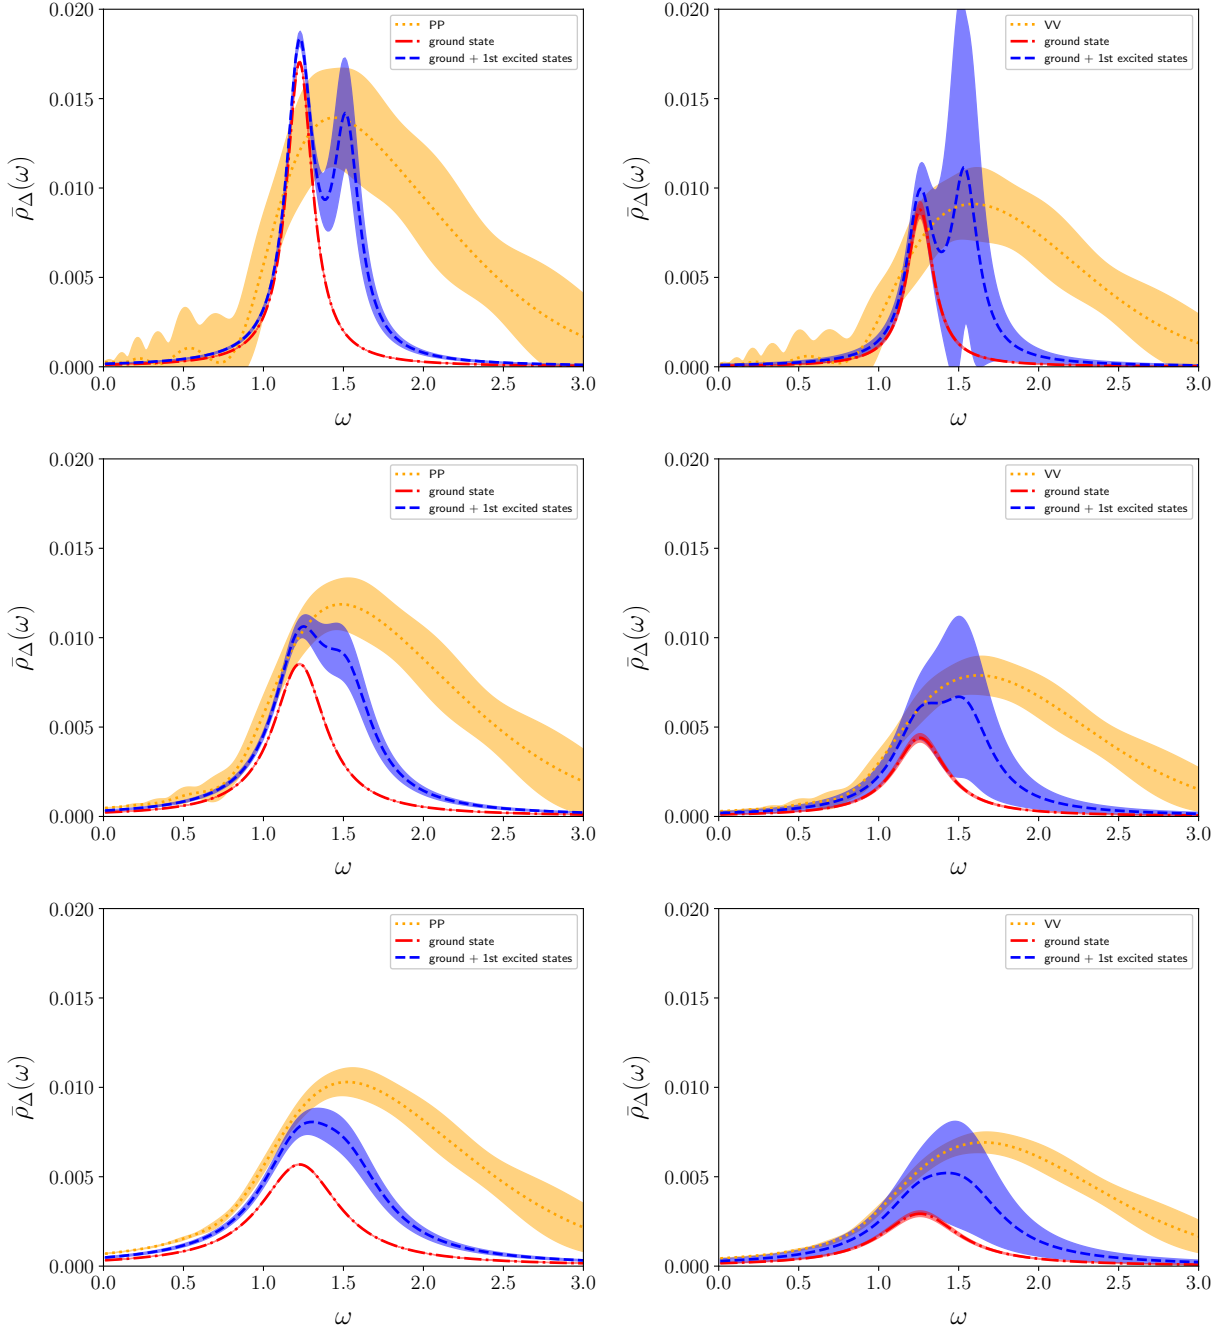 0.020
0.015
0.010
0.005
0.000
ρ̄Δ(ω)
PP
ground state
ground + 1st excited states
0.0 0.5 1.0 1.5 2.0 2.5 3.0
ω
0.020
0.015
0.010
0.005
0.000
ρ̄Δ(ω)
VV
ground state
ground + 1st excited states
0.0 0.5 1.0 1.5 2.0 2.5 3.0
ω
0.020
0.015
0.010
0.005
0.000
ρ̄Δ(ω)
PP
ground state
ground + 1st excited states
0.0 0.5 1.0 1.5 2.0 2.5 3.0
ω
0.020
0.015
0.010
0.005
0.000
ρ̄Δ(ω)
VV
ground state
ground + 1st excited states
0.0 0.5 1.0 1.5 2.0 2.5 3.0
ω
0.020
0.015
0.010
0.005
0.000
ρ̄Δ(ω)
PP
ground state
ground + 1st excited states
0.0 0.5 1.0 1.5 2.0 2.5 3.0
ω
0.020
0.015
0.010
0.005
0.000
ρ̄Δ(ω)
VV
ground state
ground + 1st excited states
0.0 0.5 1.0 1.5 2.0 2.5 3.0
ω